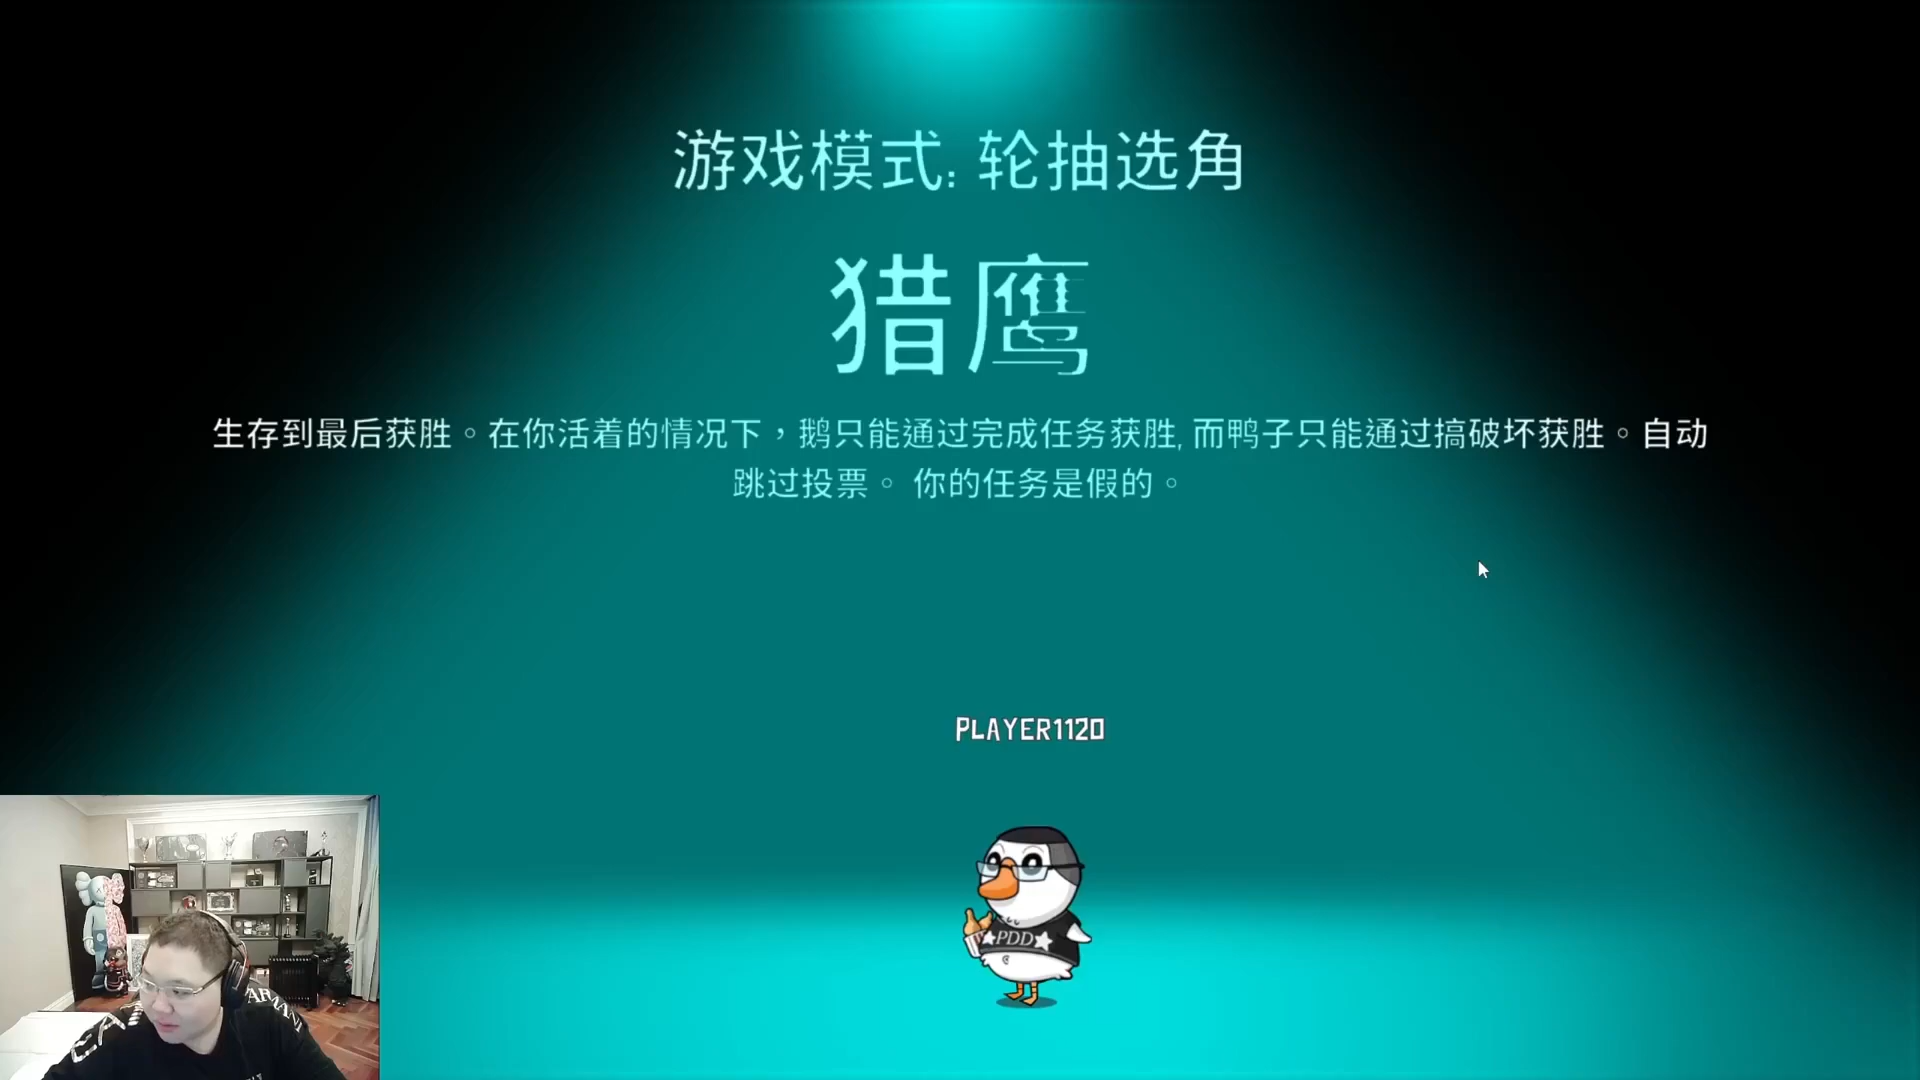 游戏模式: 轮抽选角
猎鹰
生存到最后获胜。在你活着的情况下，鹅只能通过完成任务获胜, 而鸭子只能通过搞破坏获胜。自动
跳过投票。 你的任务是假的。
PLAYER1120
PDD